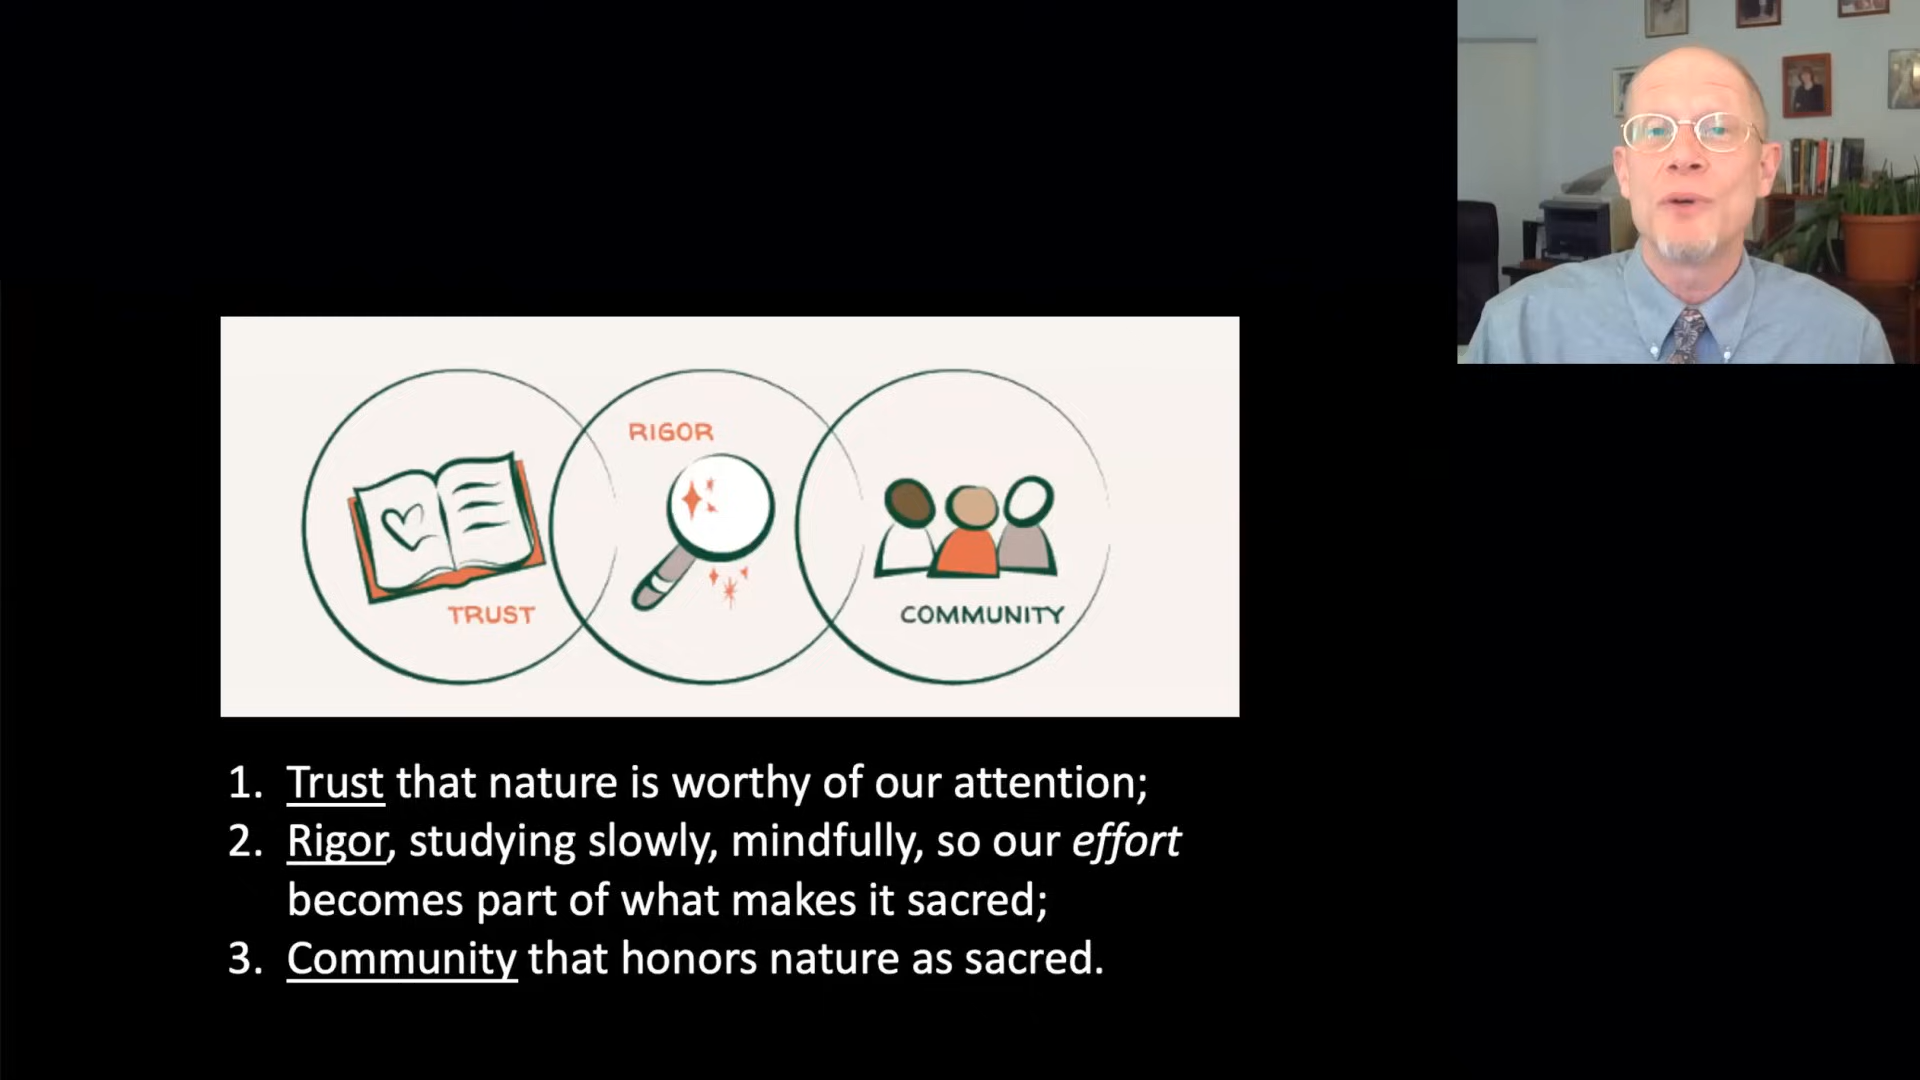 RIGOR
TRUST
COMMUNITY
1. Trust that nature is worthy of our attention;
2. Rigor, studying slowly, mindfully, so our effort
becomes part of what makes it sacred;
3. Community that honors nature as sacred.